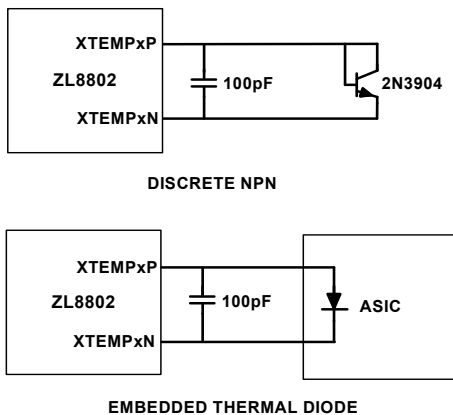 XTEMPxP
ZL8802
100pF
2N3904
XTEMPxN
DISCRETE NPN
XTEMPxP
ZL8802
100pF
ASIC
XTEMPxN
EMBEDDED THERMAL DIODE